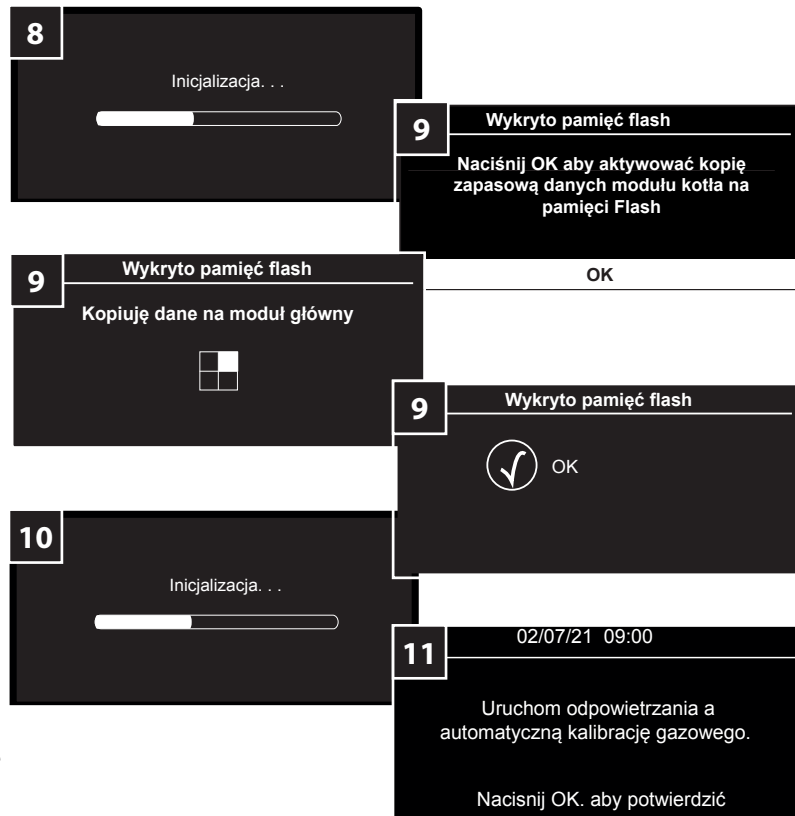 8
Inicjalizacja. . .
9
Wykryto pamięć flash
Naciśnij OK aby aktywować kopię
zapasową danych modułu kotła na
pamięci Flash
OK
9
Wykryto pamięć flash
Kopiuję dane na moduł główny
9
Wykryto pamięć flash
OK
10
Inicjalizacja. . .
11
02/07/21 09:00
Uruchom odpowietrzania a
automatyczną kalibrację gazowego.
Nacisnij OK. aby potwierdzić